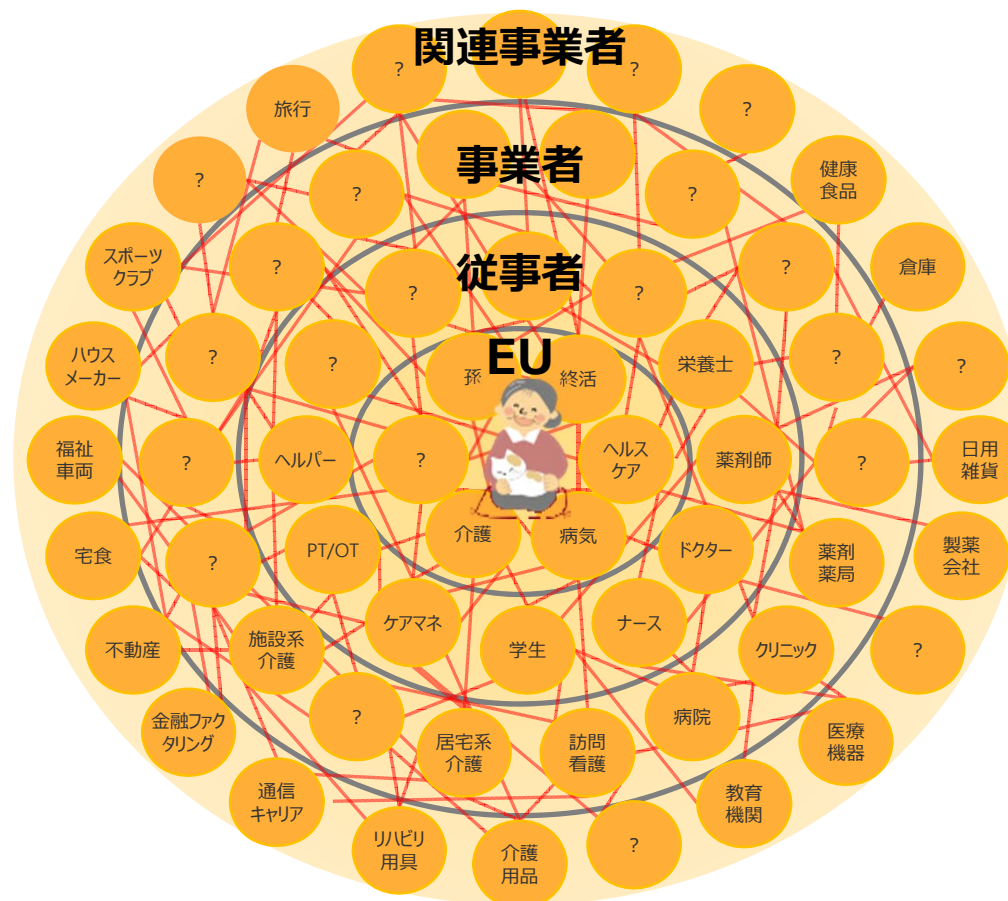 関連事業者
?
?
旅行
?
事業者
健康
食品
?
?
?
スポーツ
クラブ
?
従事者
?
倉庫
?
?
ハウス
メーカー
?
?
EU
孫
終活
栄養士
?
?
福祉
車両
?
ヘルパー
?
ヘルス
ケア
薬剤師
?
日用
雑貨
宅食
?
PT/OT
介護
病気
ドクター
薬剤
薬局
製薬
会社
不動産
施設系
介護
ケアマネ
学生
ナース
クリニック
?
金融ファク
タリング
?
居宅系
介護
訪問
看護
病院
医療
機器
通信
キャリア
リハビリ
用具
介護
用品
?
教育
機関